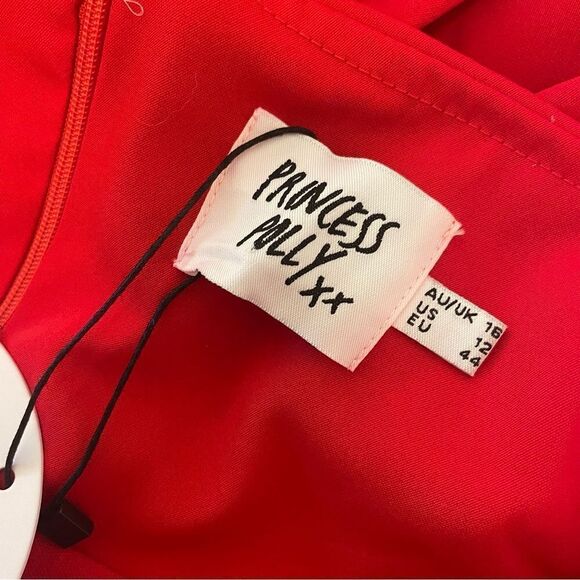 PRINCESS
POLLY
XX
AU/UK 16
US 12
EU 44